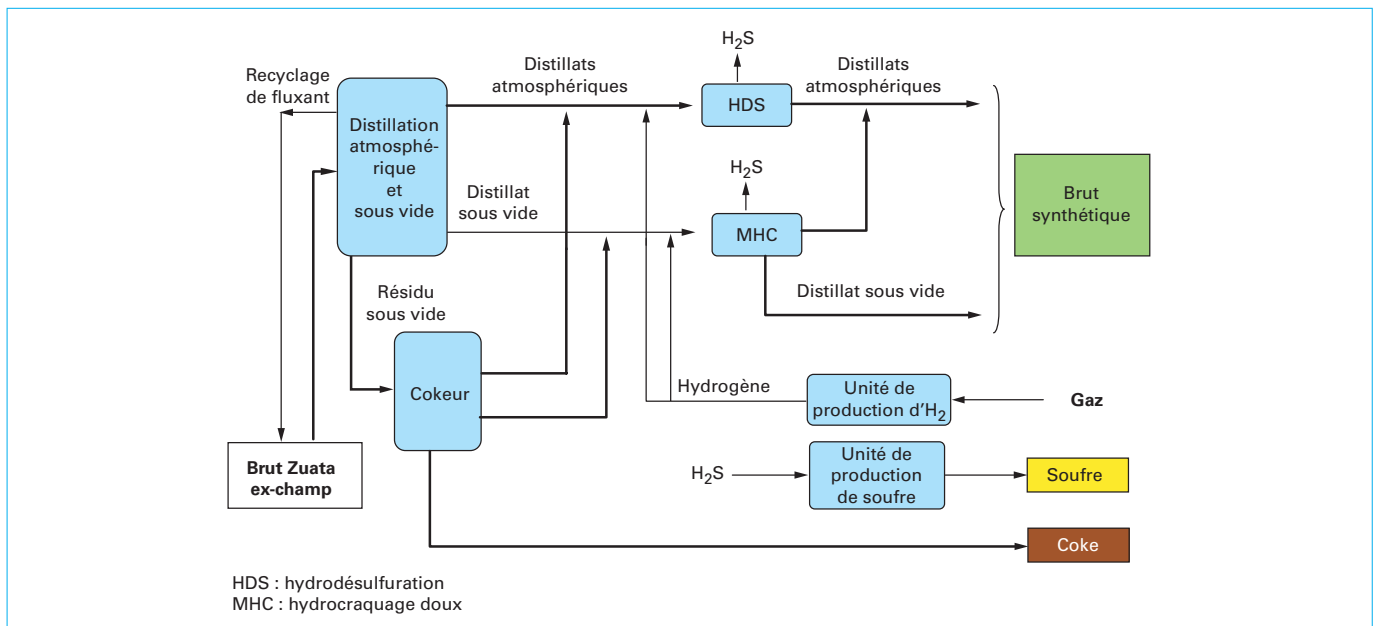 H₂S
Distillats
atmosphériques
Distillats
atmosphériques
Recyclage
de fluxant
HDS
Distillation
atmosphé-
rique
et
sous vide
H₂S
Distillat
sous vide
Brut
synthétique
MHC
Résidu
sous vide
Distillat sous vide
Cokeur
Hydrogène
Unité de
production d'H₂
Gaz
Brut Zuata
ex-champ
H₂S
Unité de
production
de soufre
Soufre
Coke
HDS : hydrodésulfuration
MHC : hydrocraquage doux